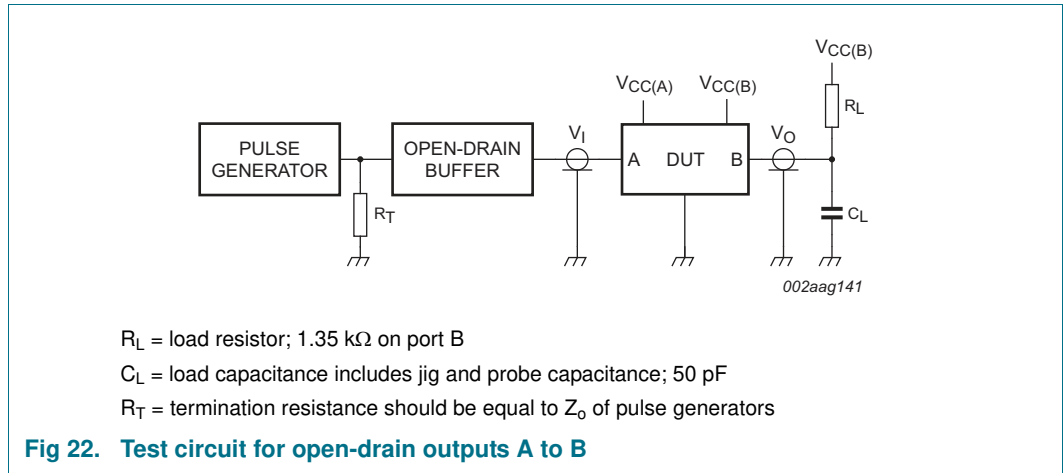 VCC(B)
VCC(A)
VCC(B)
RL
PULSE
GENERATOR
OPEN-DRAIN
BUFFER
VI
A
DUT
B
VO
RT
CL
002aag141
RL = load resistor; 1.35 kΩ on port B
CL = load capacitance includes jig and probe capacitance; 50 pF
RT = termination resistance should be equal to Zo of pulse generators
Fig 22. Test circuit for open-drain outputs A to B